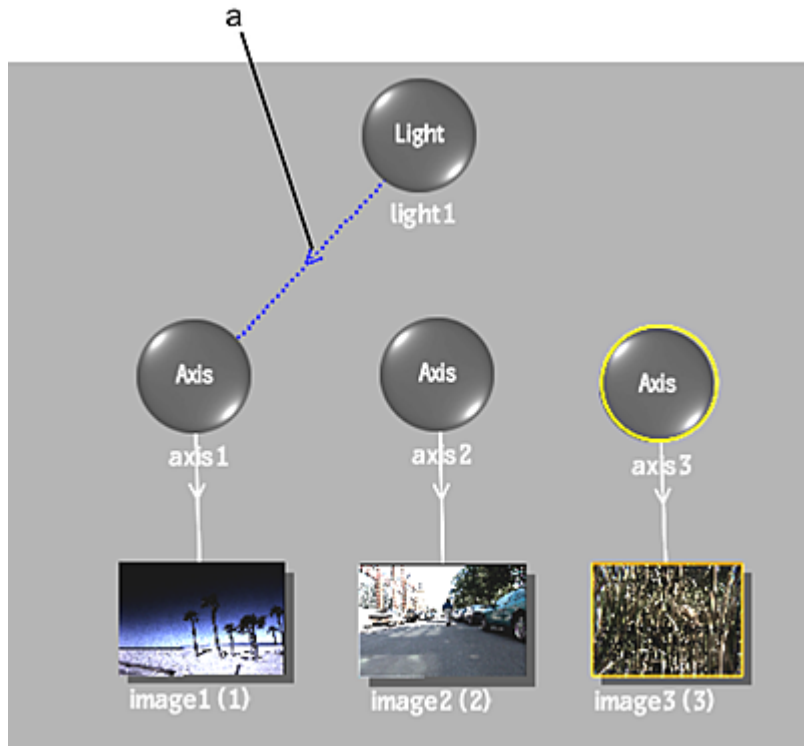 a
Light
light1
Axis
Axis
Axis
axis1
axis2
axis3
image1 (1)
image2 (2)
image3 (3)